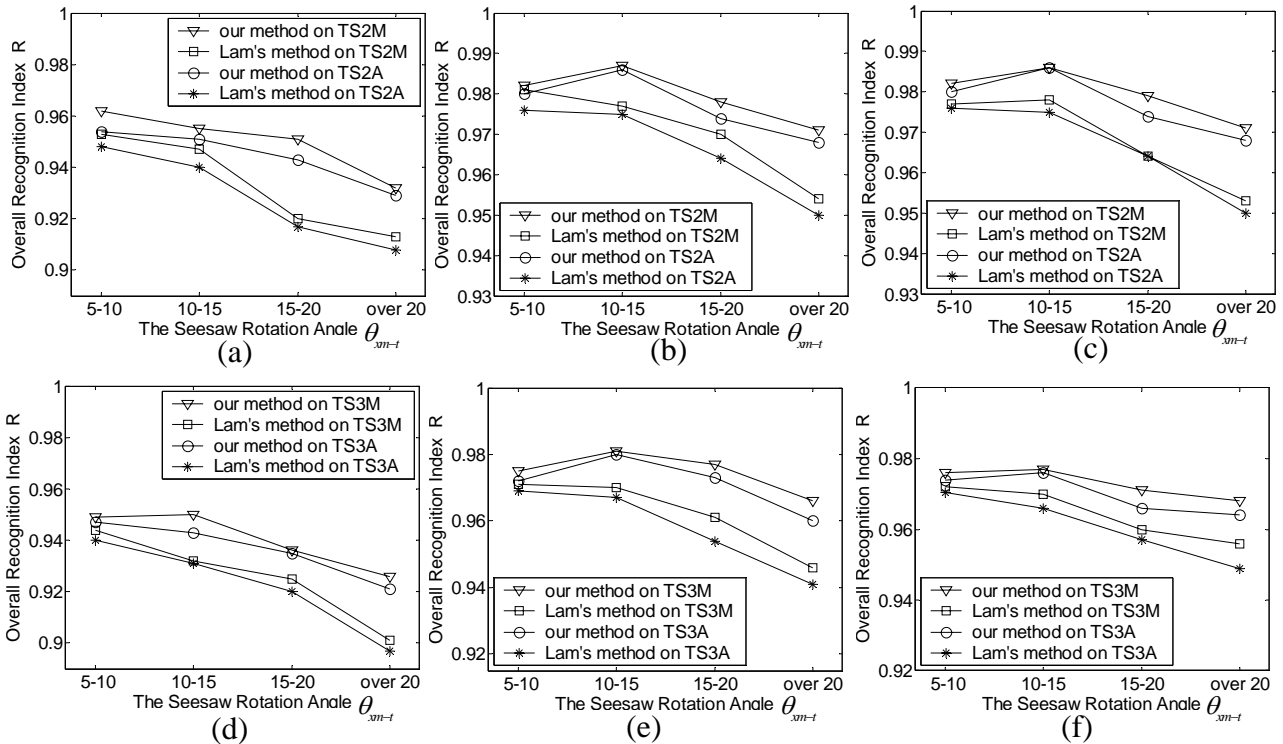 Overall Recognition Index R
1
0.98
0.96
0.94
0.92
0.9
our method on TS2M
Lam's method on TS2M
our method on TS2A
Lam's method on TS2A
5-10 10-15 15-20 over 20
The Seesaw Rotation Angle θxm-t
(a)
Overall Recognition Index R
1
0.99
0.98
0.97
0.96
0.95
0.94
0.93
our method on TS2M
Lam's method on TS2M
our method on TS2A
Lam's method on TS2A
5-10 10-15 15-20 over 20
The Seesaw Rotation Angle θxm-t
(b)
Overall Recognition Index R
1
0.99
0.98
0.97
0.96
0.95
0.94
0.93
our method on TS2M
Lam's method on TS2M
our method on TS2A
Lam's method on TS2A
5-10 10-15 15-20 over 20
The Seesaw Rotation Angle θxm-t
(c)
Overall Recognition Index R
1
0.98
0.96
0.94
0.92
0.9
our method on TS3M
Lam's method on TS3M
our method on TS3A
Lam's method on TS3A
5-10 10-15 15-20 over 20
The Seesaw Rotation Angle θxm-t
(d)
Overall Recognition Index R
1
0.98
0.96
0.94
0.92
our method on TS3M
Lam's method on TS3M
our method on TS3A
Lam's method on TS3A
5-10 10-15 15-20 over 20
The Seesaw Rotation Angle θxm-t
(e)
Overall Recognition Index R
1
0.98
0.96
0.94
0.92
our method on TS3M
Lam's method on TS3M
our method on TS3A
Lam's method on TS3A
5-10 10-15 15-20 over 20
The Seesaw Rotation Angle θxm-t
(f)